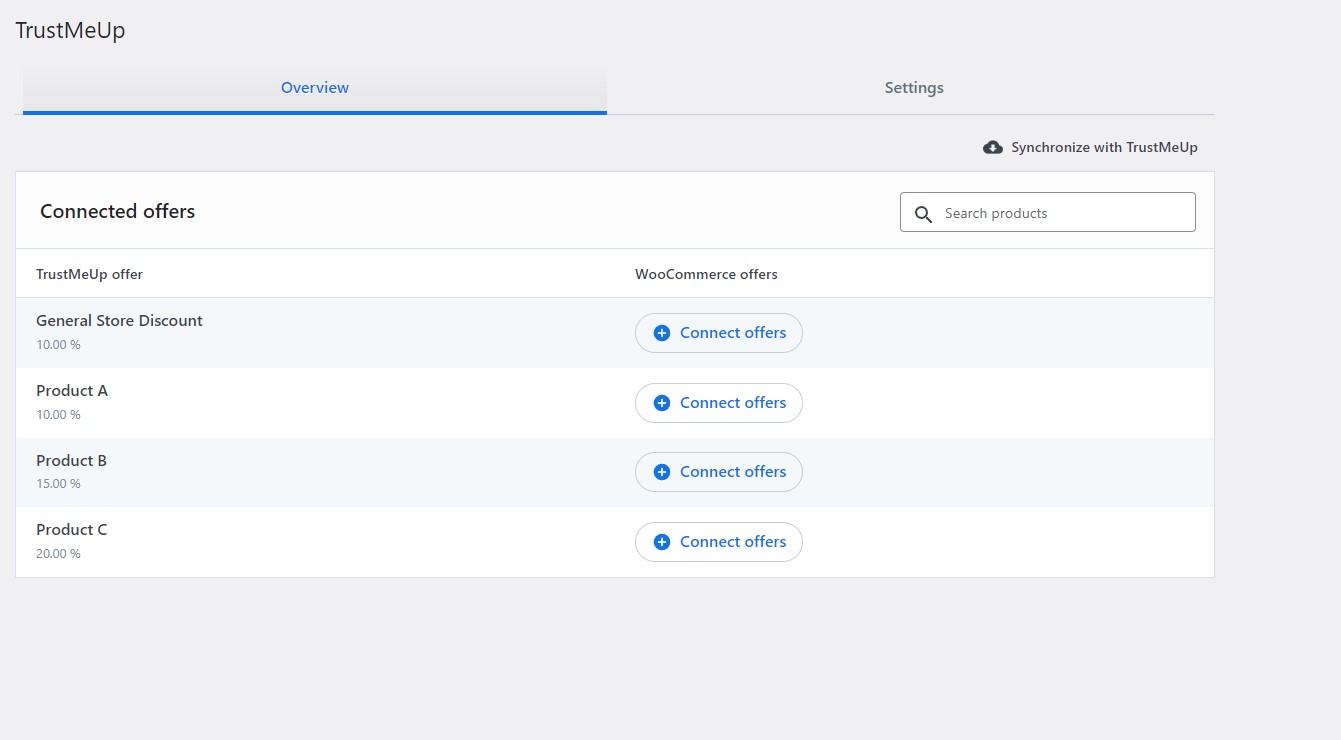 TrustMeUp
Overview
Settings
Synchronize with TrustMeUp
Connected offers
Search products
TrustMeUp offer
WooCommerce offers
General Store Discount
10.00 %
Connect offers
Product A
10.00 %
Connect offers
Product B
15.00 %
Connect offers
Product C
20.00 %
Connect offers